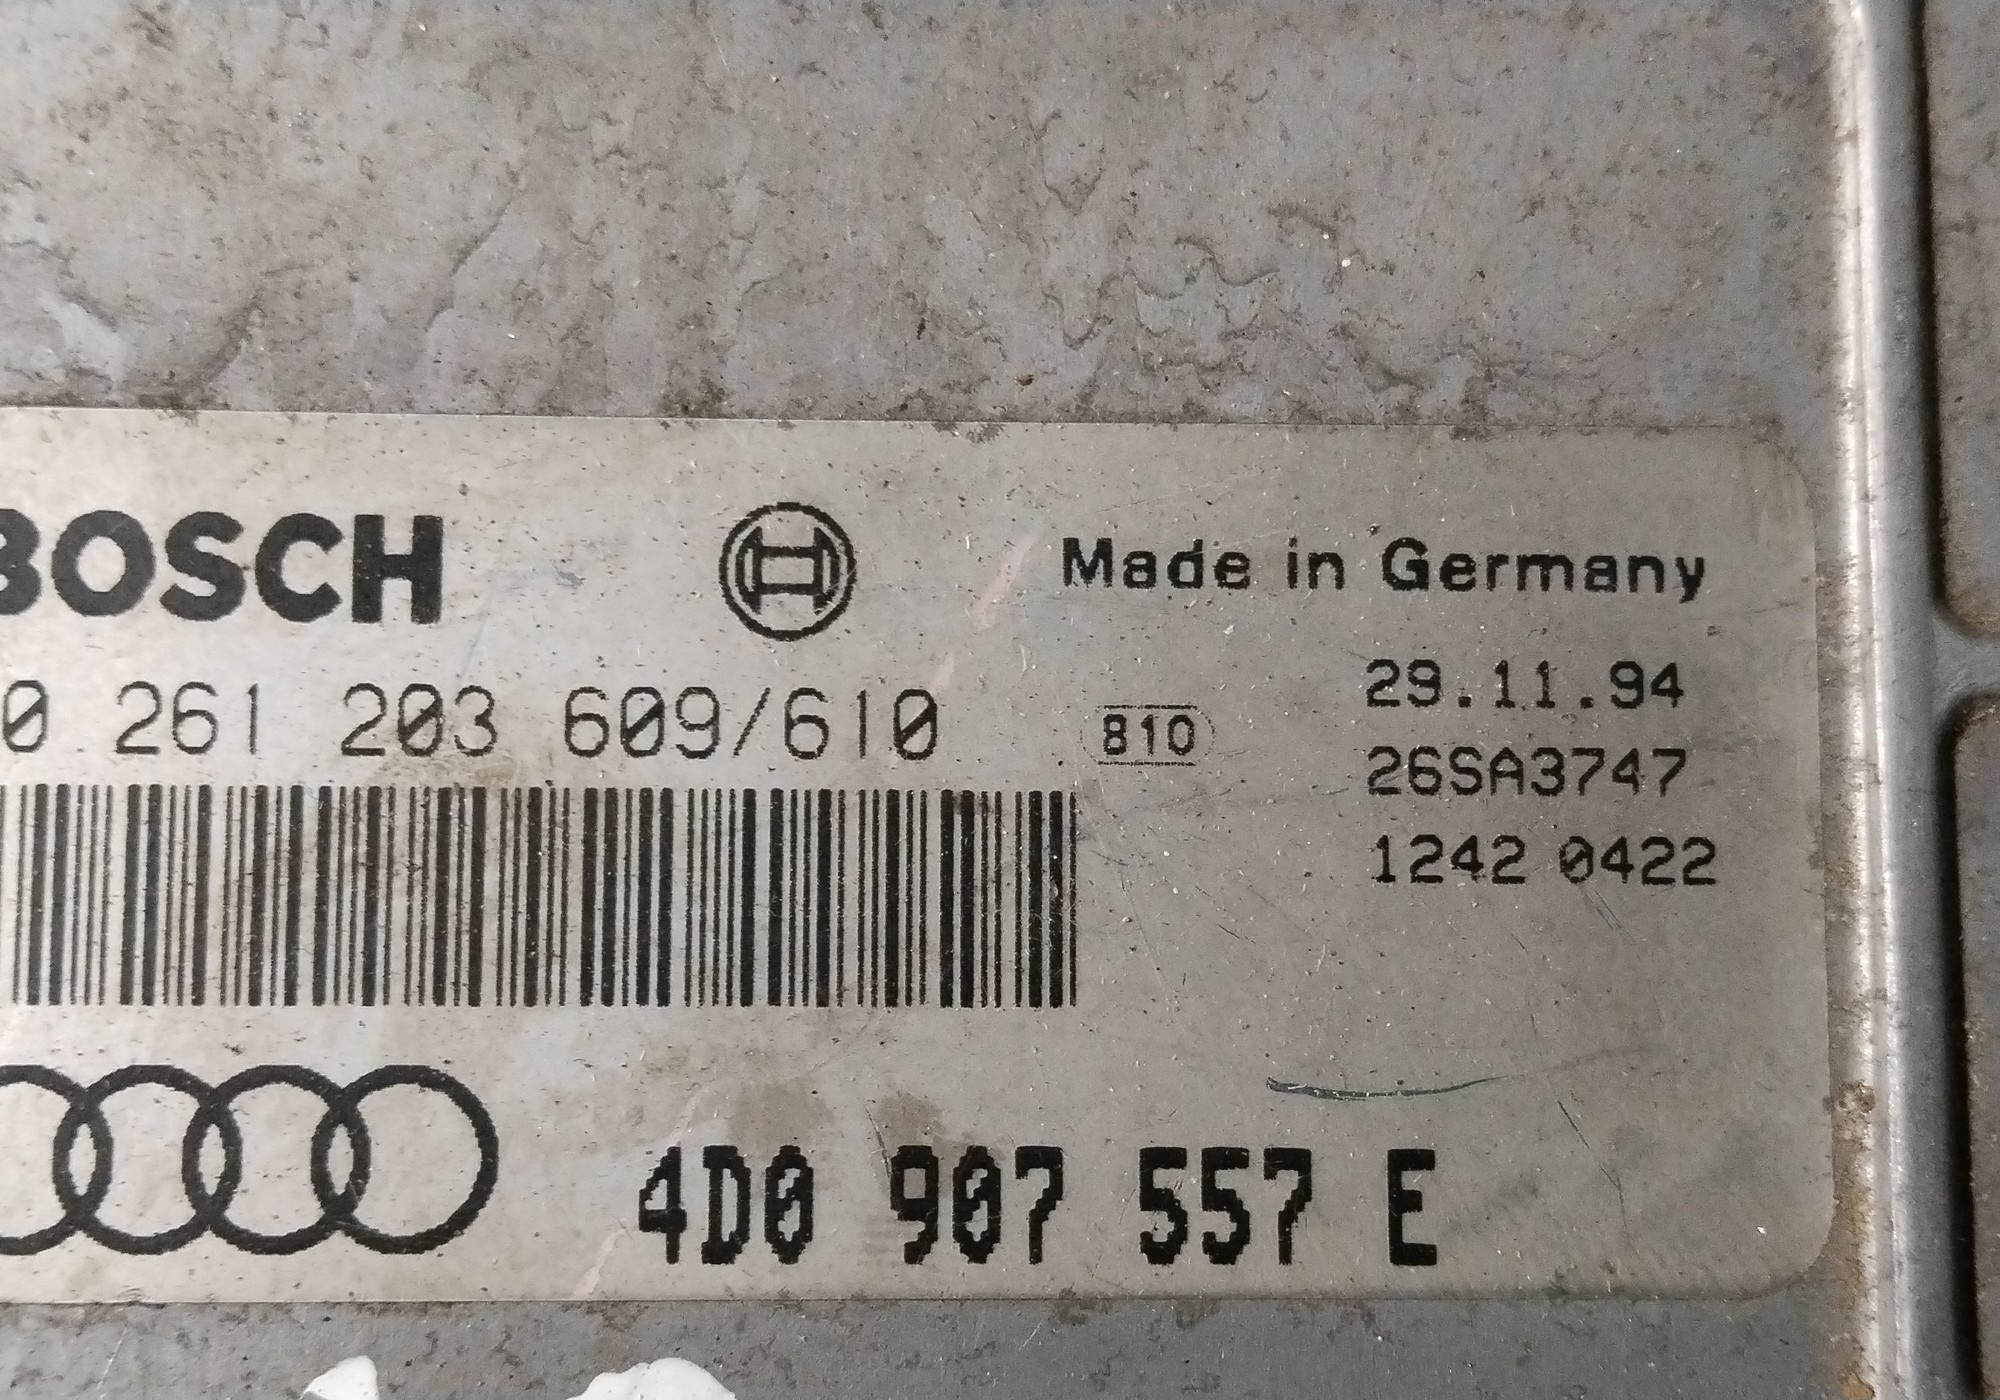 BOSCH
Made in Germany
29.11.94
0 261 203 609/610
810
26SA3747
1242 0422
4D0 907 557 E